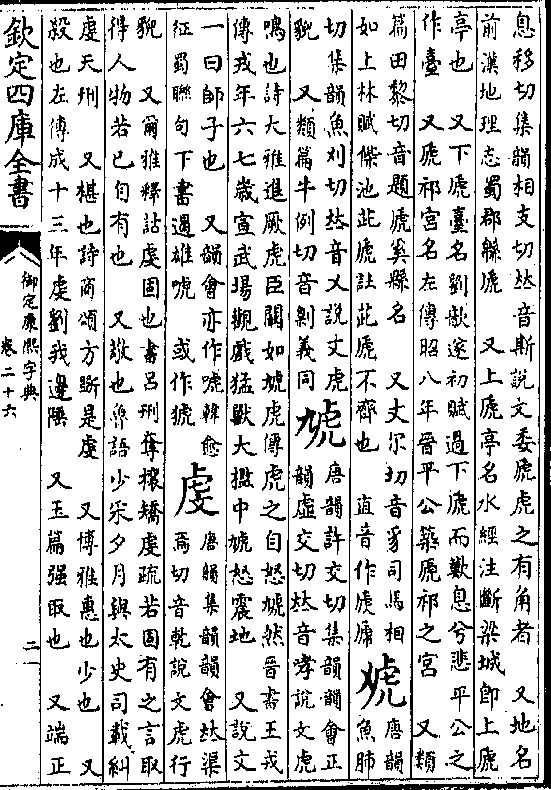 息移切集韻相支切𠀤音斯說文委虒虎之有角者　又地名
前漢地理志蜀郡緜虒　又上虒亭名水經注斷梁城卽上虒
亭也　又下虒臺名劉歆遂初賦過下虒而歎息兮悲平公之
作臺　又虒祁宮名左傳昭八年晉平公築虒祁之宮　又類
篇田黎切音題虒奚縣名　又丈尔切音豸司馬相
如上林賦傑池茈虒註茈虒不齊也　直音作
唐韻
魚肺
切集韻魚刈切𠀤音乂說文虎
貌　又類篇牛例切音劓義同
虓
唐韻許交切集韻韻會正
韻虛交切𠀤音哮說文虎
鳴也詩大雅進厥虎臣闞如虓虎傳虎之自怒虓然晉書王戎
傳戎年六七歲宣武場觀戲猛獸大檻中虓怒震地　又說文
一曰師子也　又韻會亦作唬韓愈
征蜀聯句下書遏雄唬　或作猇
虔
唐韻集韻韻會𠀤渠
焉切音乾說文虎行
貌　又爾雅釋詁虔固也書呂刑奪攘矯虔疏若固有之言取
得人物若已自有也　又敬也魯語少采夕月與太史司載糾
虔天刑　又椹也詩商頌方斲是虔　又博雅惠也少也　又
殺也左傳成十三年虔劉我邊陲　又玉篇强取也　又端正
欽定四庫全書
御定康熙字典
卷二十六
二